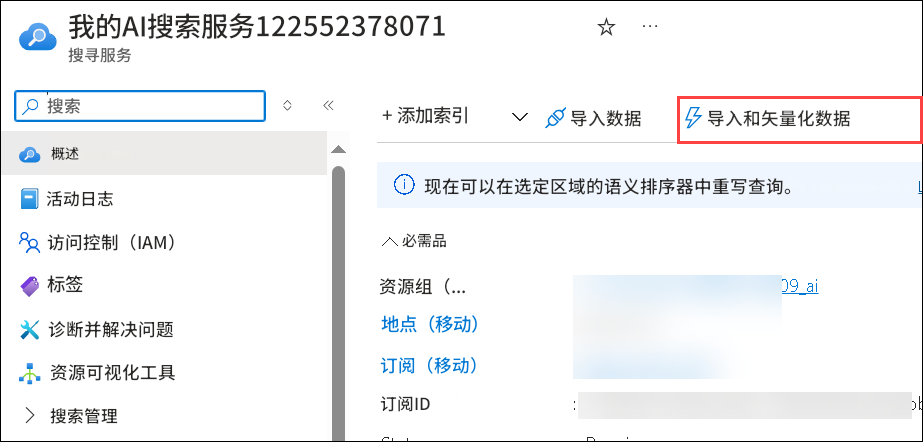 我的AI搜索服务122552378071
搜寻服务
搜索
+ 添加索引
导入数据
导入和矢量化数据
概述
活动日志
访问控制（IAM）
标签
诊断并解决问题
资源可视化工具
搜索管理
现在可以在选定区域的语义排序器中重写查询。
必需品
资源组（...
09_ai
地点（移动）
订阅（移动）
订阅ID